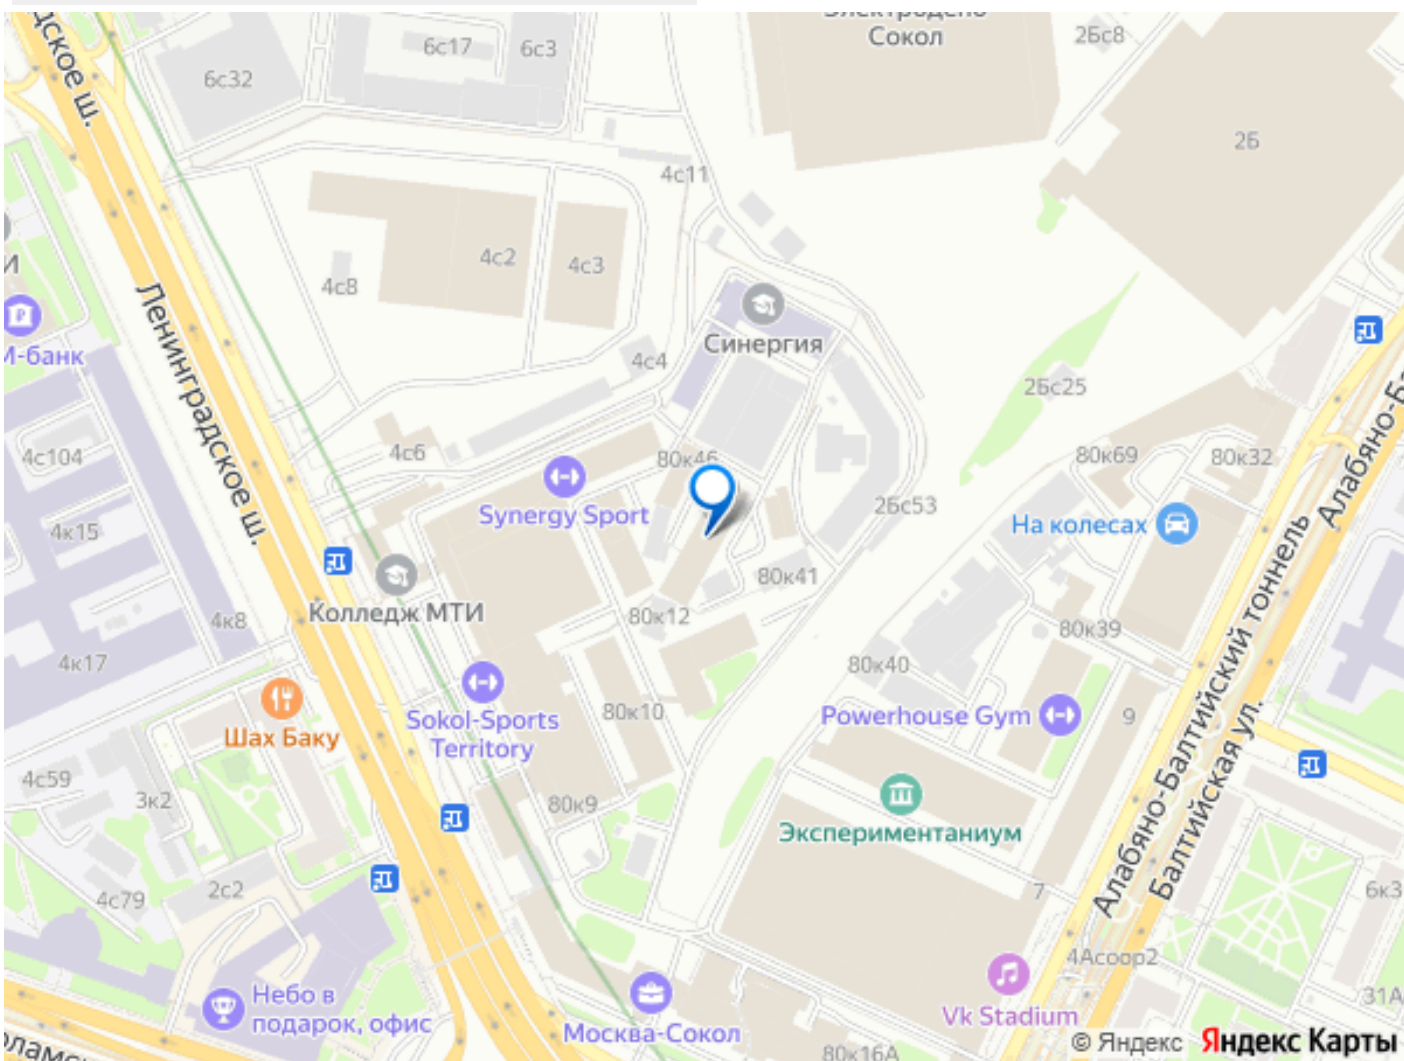 Сокол
2Бс8
6с17
6с3
6с32
2Б
4с11
4с2
4с3
4с8
Синергия
4с4
2Бс25
4с104
4с6
80к46
80к69
80к32
Synergy Sport
2Бс53
На колесах
4к15
80к41
Колледж МТИ
80к12
4к8
80к39
4к17
80к40
Sokol-Sports
Territory
80к10
Powerhouse Gym
9
Шах Баку
4с59
3к2
80к9
Экспериментаниум
2с2
4с79
7
6к3
4Асоор2
Небо в
подарок, офис
31А
Vk Stadium
Москва-Сокол
80к16А
Ленинградское ш.
Алабяно-Балтийский тоннель
Балтийская ул.
© Яндекс Яндекс Карты